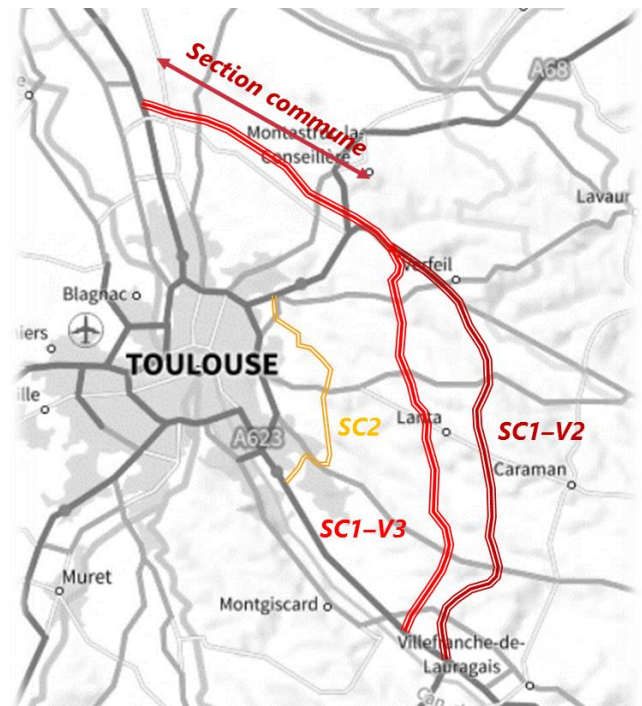 A68
Section commune
Montastruc-la-
Conseillère
Lavaur
Verfeil
Blagnac
TOULOUSE
SC2
Lanta
SC1–V2
A623
Caraman
SC1–V3
Muret
Montgiscard
Villefranche-de-
Lauragais